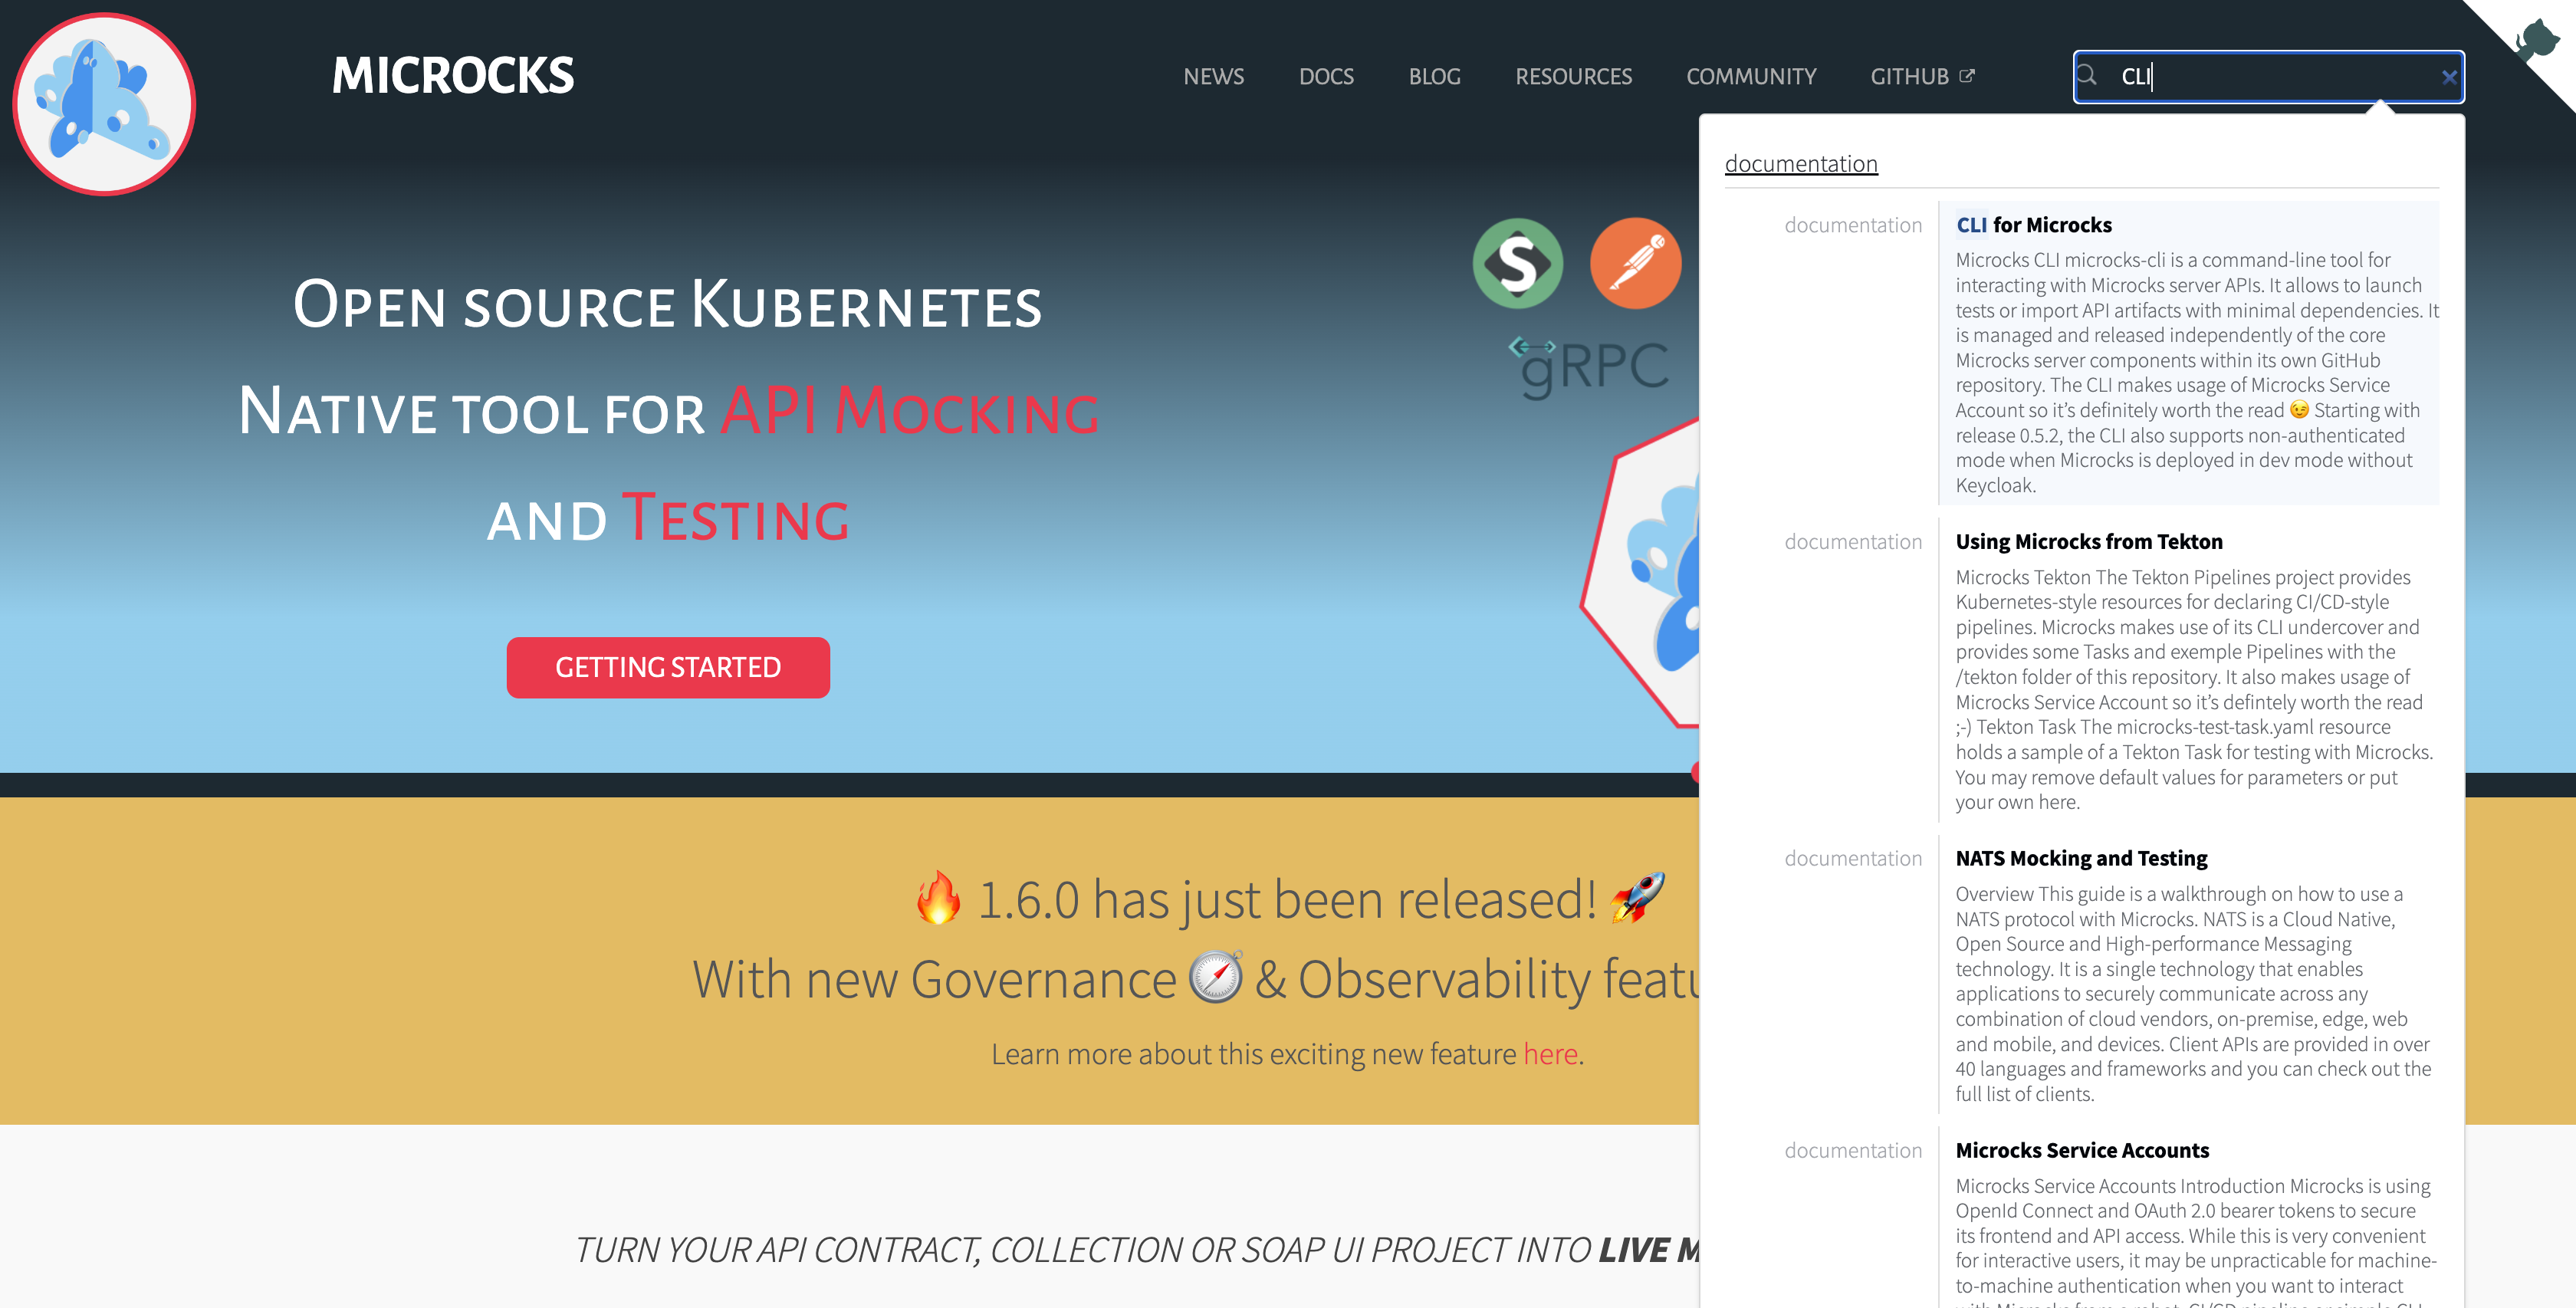 MICROCKS
NEWS
DOCS
BLOG
RESOURCES
COMMUNITY
GITHUB
CLI
Open source Kubernetes
Native tool for API Mocking
and Testing
GETTING STARTED
gRPC
🔥 1.6.0 has just been released! 🚀
With new Governance 🧭 & Observability featu
Learn more about this exciting new feature here.
TURN YOUR API CONTRACT, COLLECTION OR SOAP UI PROJECT INTO LIVE M
documentation
documentation
CLI for Microcks
Microcks CLI microcks-cli is a command-line tool for
interacting with Microcks server APIs. It allows to launch
tests or import API artifacts with minimal dependencies. It
is managed and released independently of the core
Microcks server components within its own GitHub
repository. The CLI makes usage of Microcks Service
Account so it’s definitely worth the read 😉 Starting with
release 0.5.2, the CLI also supports non-authenticated
mode when Microcks is deployed in dev mode without
Keycloak.
documentation
Using Microcks from Tekton
Microcks Tekton The Tekton Pipelines project provides
Kubernetes-style resources for declaring CI/CD-style
pipelines. Microcks makes use of its CLI undercover and
provides some Tasks and exemple Pipelines with the
/tekton folder of this repository. It also makes usage of
Microcks Service Account so it’s defintely worth the read
;-) Tekton Task The microcks-test-task.yaml resource
holds a sample of a Tekton Task for testing with Microcks.
You may remove default values for parameters or put
your own here.
documentation
NATS Mocking and Testing
Overview This guide is a walkthrough on how to use a
NATS protocol with Microcks. NATS is a Cloud Native,
Open Source and High-performance Messaging
technology. It is a single technology that enables
applications to securely communicate across any
combination of cloud vendors, on-premise, edge, web
and mobile, and devices. Client APIs are provided in over
40 languages and frameworks and you can check out the
full list of clients.
documentation
Microcks Service Accounts
Microcks Service Accounts Introduction Microcks is using
OpenId Connect and OAuth 2.0 bearer tokens to secure
its frontend and API access. While this is very convenient
for interactive users, it may be unpracticable for machine-
to-machine authentication when you want to interact